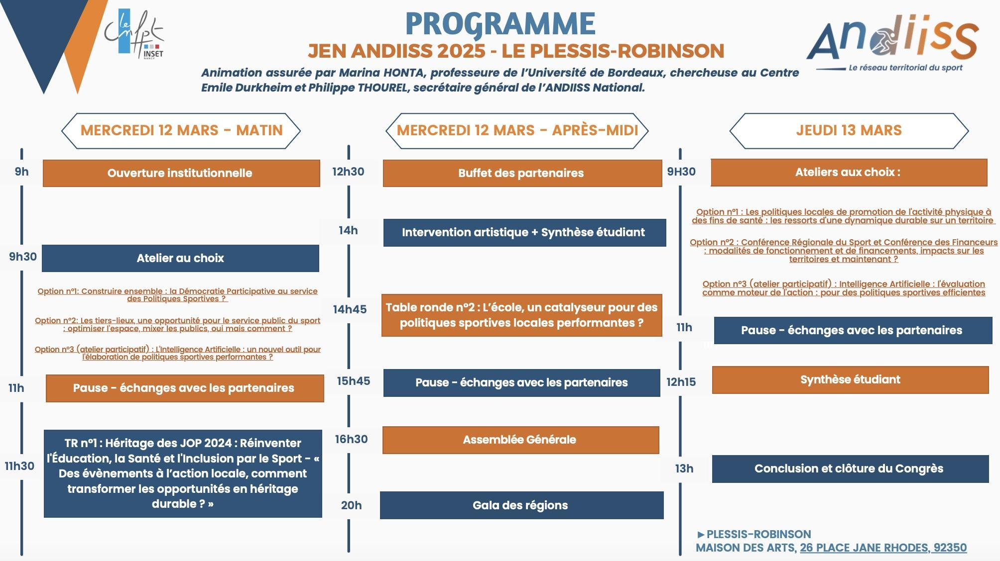 le
cnfpt
INSET
NANCY
PROGRAMME
JEN ANDIISS 2025 - LE PLESSIS-ROBINSON
Animation assurée par Marina HONTA, professeure de l’Université de Bordeaux, chercheuse au Centre
Emile Durkheim et Philippe THOUREL, secrétaire général de l’ANDIISS National.
AndiisS
Le réseau territorial du sport
MERCREDI 12 MARS - MATIN
9h
Ouverture institutionnelle
9h30
Atelier au choix
Option n°1: Construire ensemble : la Démocratie Participative au service
des Politiques Sportives ?
Option n°2: Les tiers-lieux, une opportunité pour le service public du sport
: optimiser l'espace, mixer les publics, oui mais comment ?
Option n°3 (atelier participatif) : L'Intelligence Artificielle : un nouvel outil pour
l'élaboration de politiques sportives performantes ?
11h
Pause - échanges avec les partenaires
11h30
TR n°1 : Héritage des JOP 2024 : Réinventer
l'Éducation, la Santé et l'Inclusion par le Sport - «
Des évènements à l’action locale, comment
transformer les opportunités en héritage
durable ? »
MERCREDI 12 MARS - APRÈS-MIDI
12h30
Buffet des partenaires
14h
Intervention artistique + Synthèse étudiant
14h45
Table ronde n°2 : L’école, un catalyseur pour des
politiques sportives locales performantes ?
15h45
Pause - échanges avec les partenaires
16h30
Assemblée Générale
20h
Gala des régions
JEUDI 13 MARS
9H30
Ateliers aux choix :
Option n°1 : Les politiques locales de promotion de l'activité physique à
des fins de santé : les ressorts d'une dynamique durable sur un territoire
Option n°2 : Conférence Régionale du Sport et Conférence des Financeurs
: modalités de fonctionnement et de financements, impacts sur les
territoires et maintenant ?
Option n°3 (atelier participatif) : Intelligence Artificielle : l’évaluation
comme moteur de l'action : pour des politiques sportives efficientes
11h
Pause - échanges avec les partenaires
12h15
Synthèse étudiant
13h
Conclusion et clôture du Congrès
►PLESSIS-ROBINSON
MAISON DES ARTS, 26 PLACE JANE RHODES, 92350